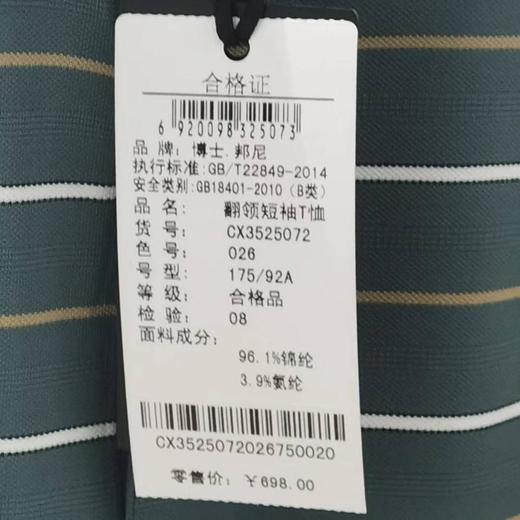 合格证
6 920098 325073
品 牌: 博士.邦尼
执行标准:GB/T22849-2014
安全类别:GB18401-2010（B类）
品 名: 翻领短袖T恤
货 号: CX3525072
色 号: 026
号 型: 175/92A
等 级: 合格品
检 验: 08
面料成分:
96.1%锦纶
3.9%氨纶
CX3525072026750020
零售价: ￥698.00